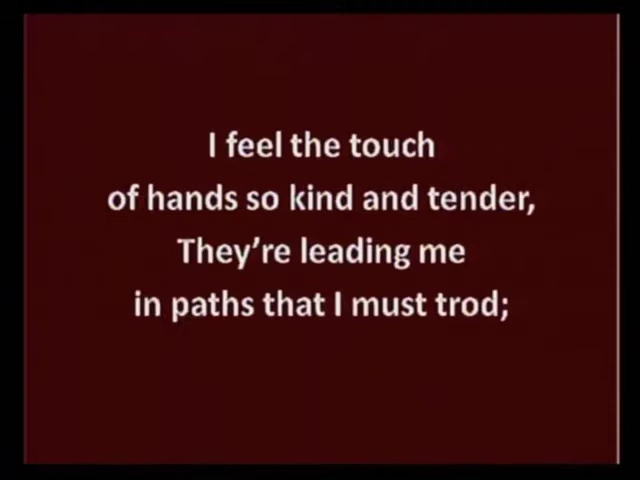 I feel the touch
of hands so kind and tender,
They’re leading me
in paths that I must trod;